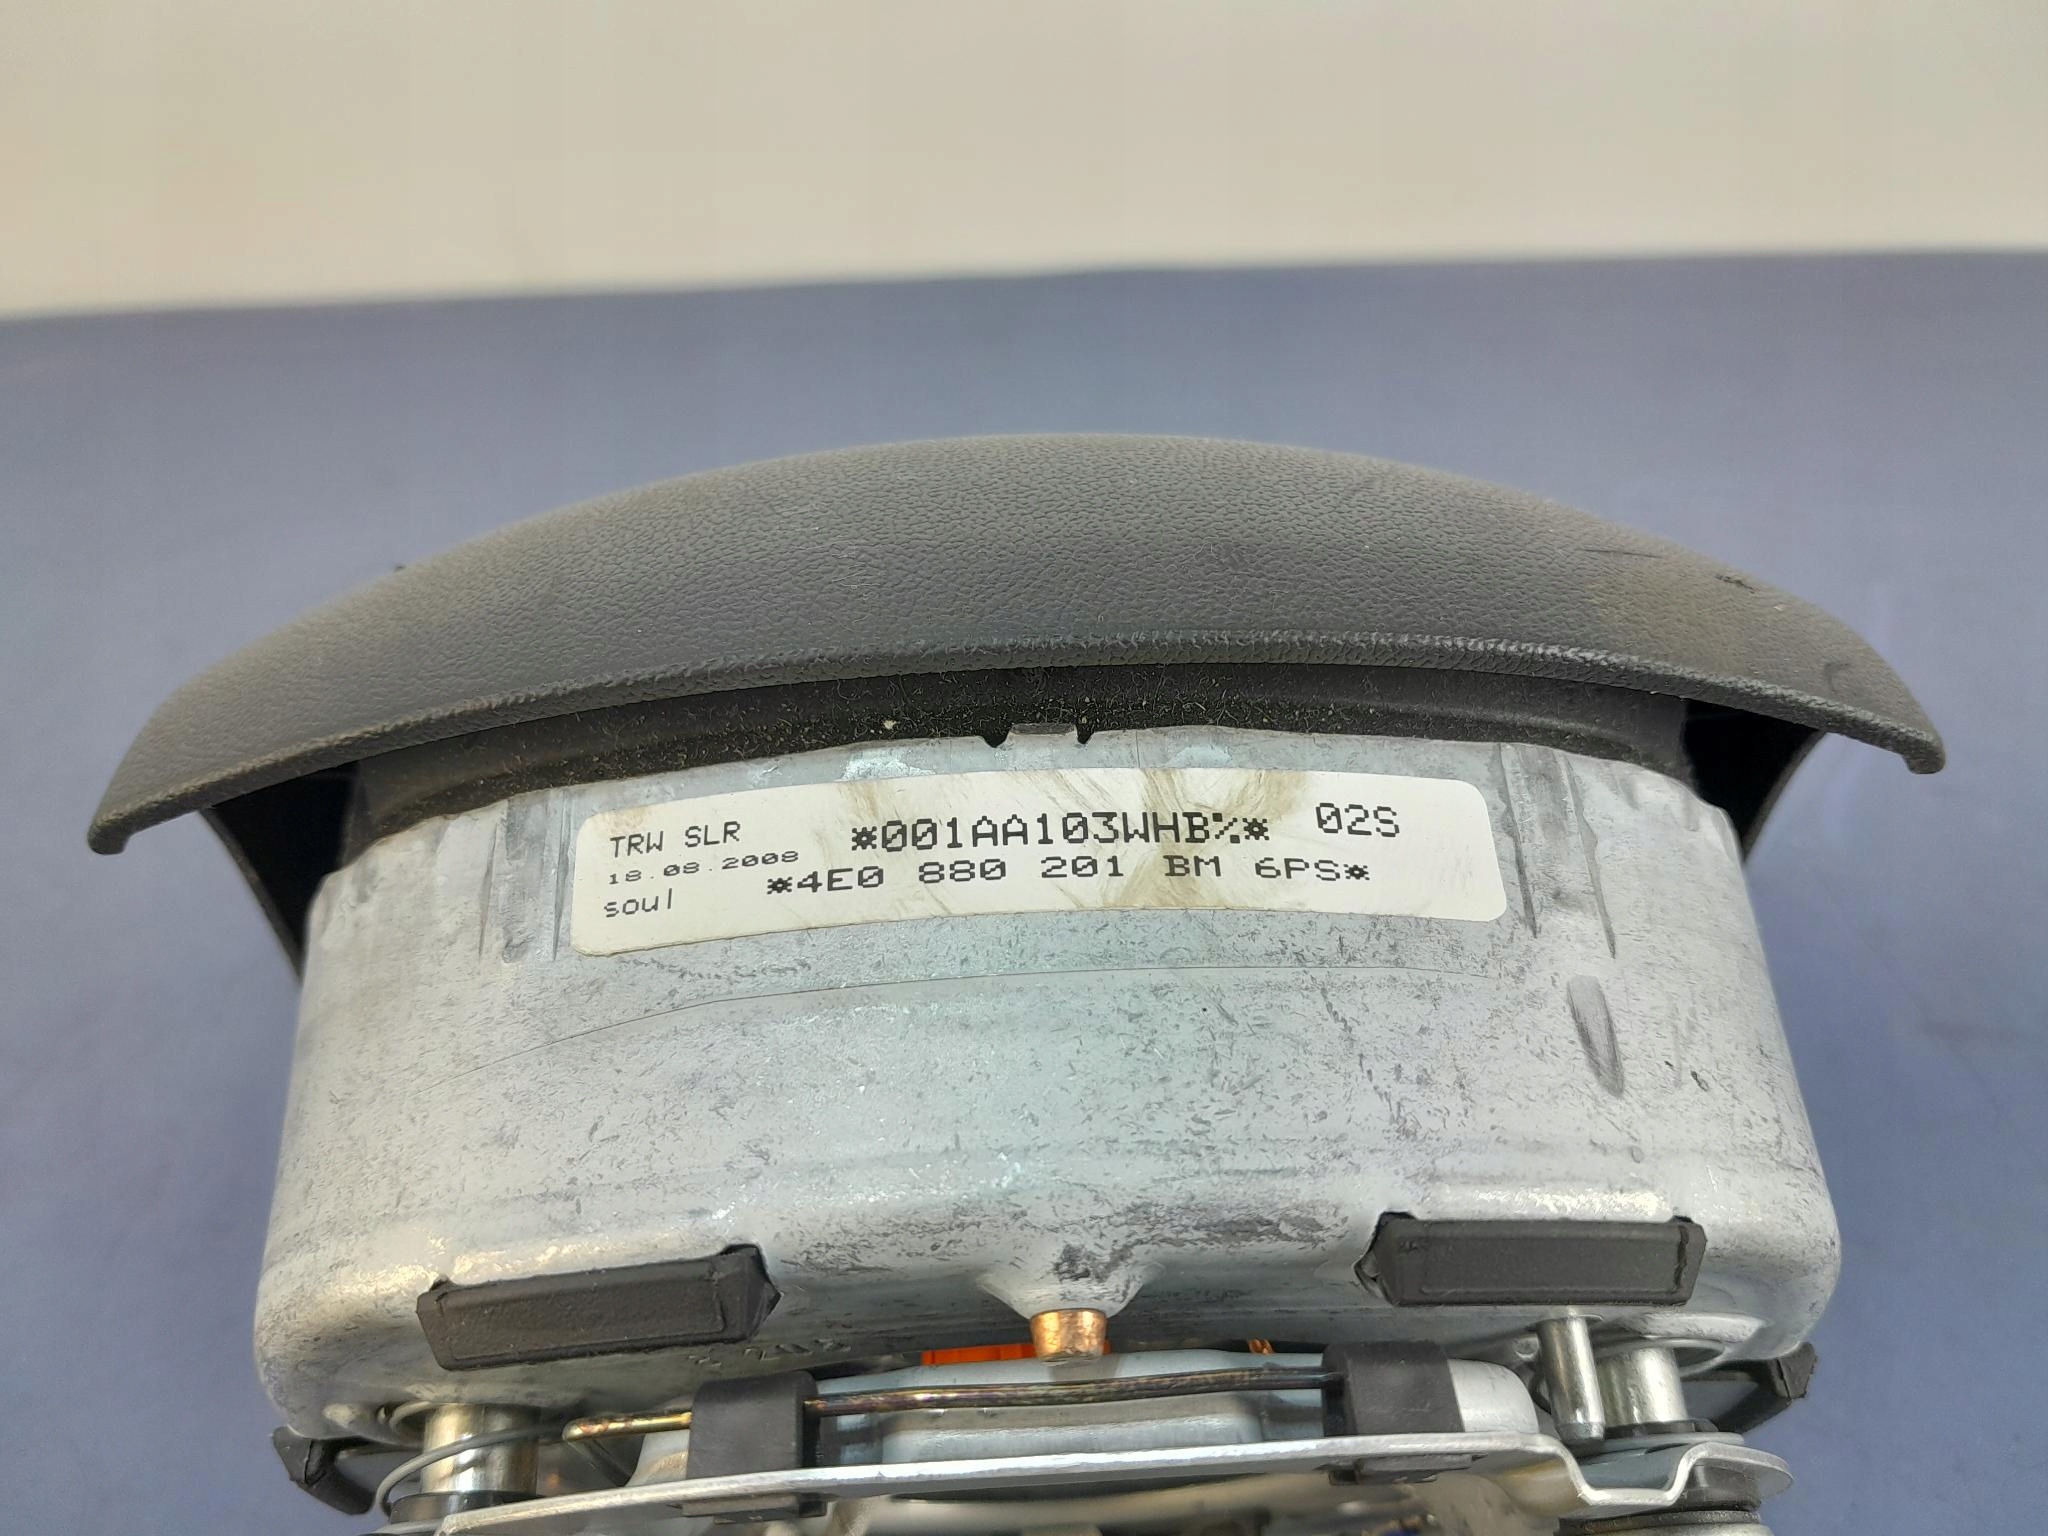 TRW SLR *001AA103WHB%* 02S
18.08.2008 *4E0 880 201 BM 6PS*
soul